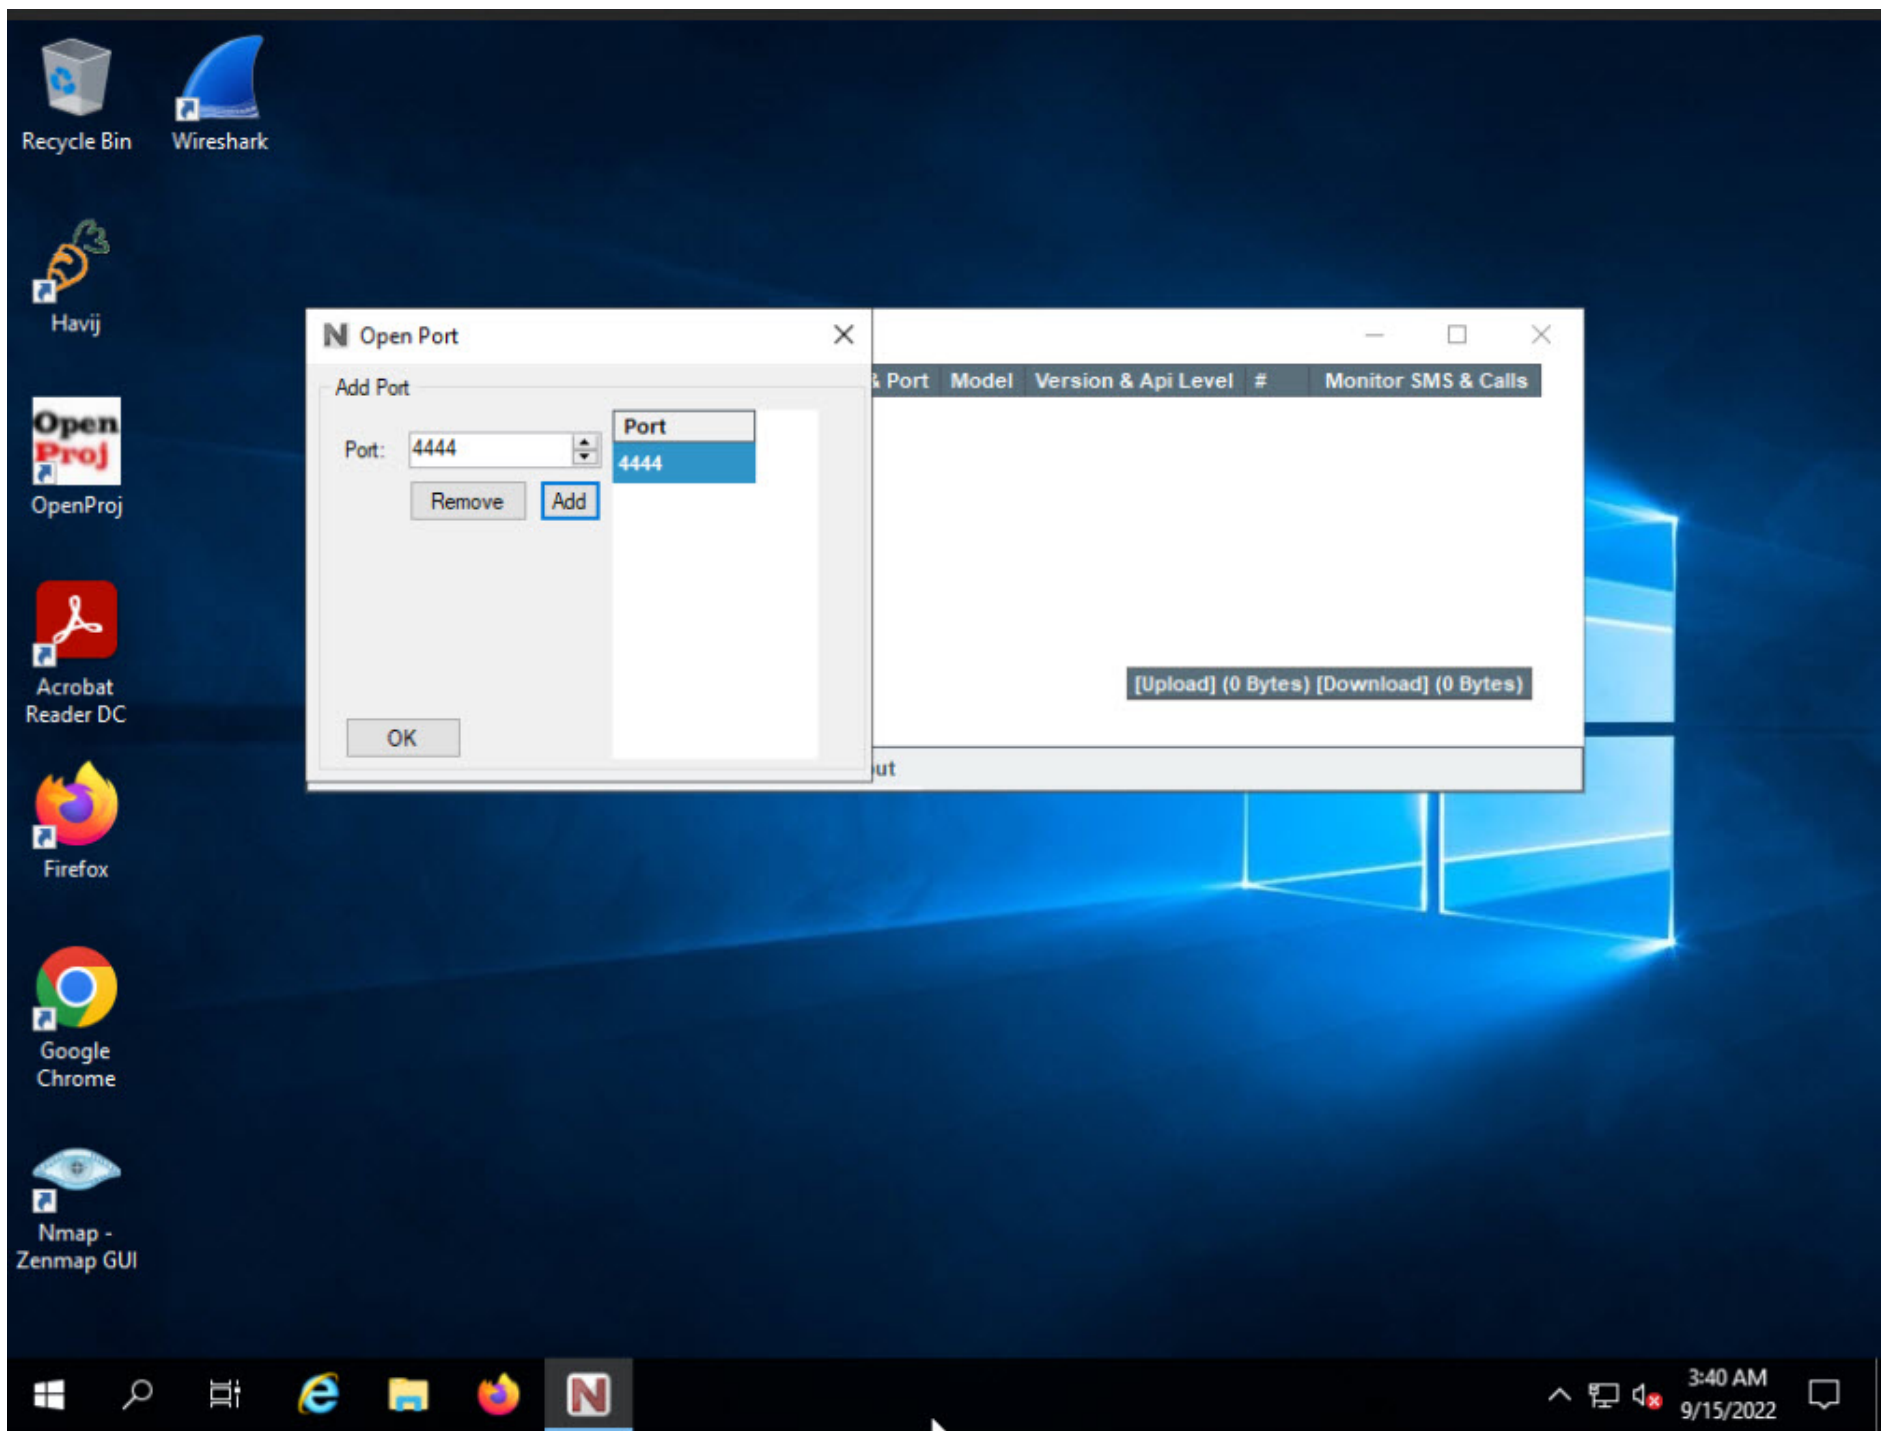 Recycle Bin
Wireshark
Havij
Open
Proj
OpenProj
Acrobat
Reader DC
Firefox
Google
Chrome
Nmap -
Zenmap GUI
N Open Port
Add Port
Port: 4444
Remove Add
Port
4444
OK
& Port Model Version & Api Level # Monitor SMS & Calls
[Upload] (0 Bytes) [Download] (0 Bytes)
out
N
3:40 AM
9/15/2022